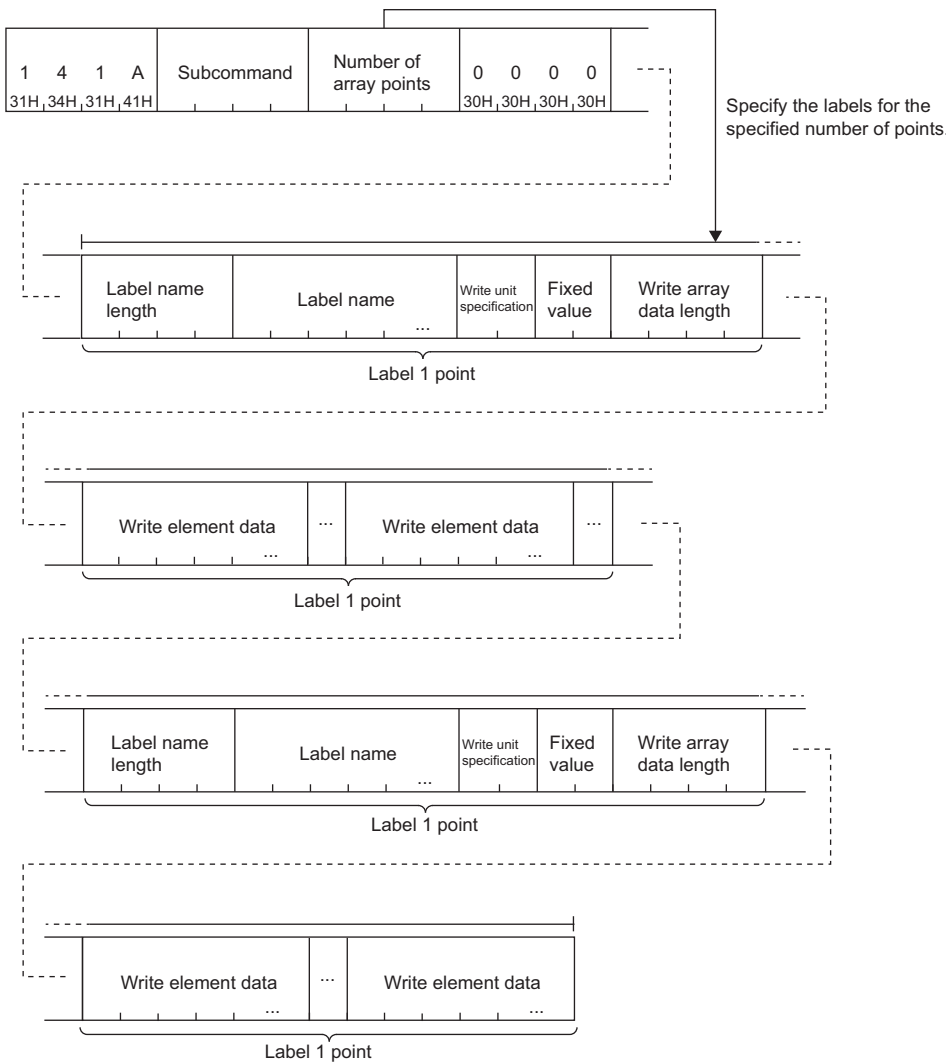 1 4 1 A
31H 34H 31H 41H
Subcommand
Number of
array points
0 0 0 0
30H 30H 30H 30H
Specify the labels for the
specified number of points.
Label name
length
Label name
...
Write unit
specification
Fixed
value
Write array
data length
Label 1 point
Write element data
...
...
Write element data
...
...
Label 1 point
Label name
length
Label name
...
Write unit
specification
Fixed
value
Write array
data length
Label 1 point
Write element data
...
...
Write element data
...
Label 1 point